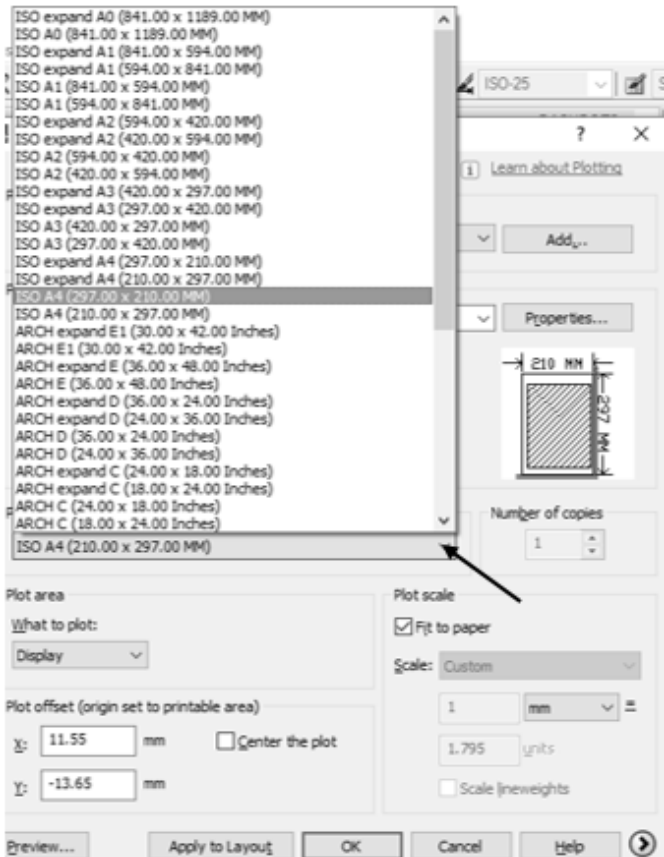 ISO expand A0 (841.00 x 1189.00 MM)
ISO A0 (841.00 x 1189.00 MM)
ISO expand A1 (841.00 x 594.00 MM)
ISO expand A1 (594.00 x 841.00 MM)
ISO A1 (841.00 x 594.00 MM)
ISO A1 (594.00 x 841.00 MM)
ISO expand A2 (594.00 x 420.00 MM)
ISO expand A2 (420.00 x 594.00 MM)
ISO A2 (594.00 x 420.00 MM)
ISO A2 (420.00 x 594.00 MM)
ISO expand A3 (420.00 x 297.00 MM)
ISO expand A3 (297.00 x 420.00 MM)
ISO A3 (420.00 x 297.00 MM)
ISO A3 (297.00 x 420.00 MM)
ISO expand A4 (297.00 x 210.00 MM)
ISO expand A4 (210.00 x 297.00 MM)
ISO A4 (297.00 x 210.00 MM)
ISO A4 (210.00 x 297.00 MM)
ARCH expand E1 (30.00 x 42.00 Inches)
ARCH E1 (30.00 x 42.00 Inches)
ARCH expand E (36.00 x 48.00 Inches)
ARCH E (36.00 x 48.00 Inches)
ARCH expand D (36.00 x 24.00 Inches)
ARCH expand D (24.00 x 36.00 Inches)
ARCH D (36.00 x 24.00 Inches)
ARCH D (24.00 x 36.00 Inches)
ARCH expand C (24.00 x 18.00 Inches)
ARCH expand C (18.00 x 24.00 Inches)
ARCH C (24.00 x 18.00 Inches)
ARCH C (18.00 x 24.00 Inches)
ISO A4 (210.00 x 297.00 MM)
ISO-25
?
Learn about Plotting
Add...
Properties...
210 MM
297 MM
Number of copies
1
Plot area
What to plot:
Display
Plot scale
Fit to paper
Scale: Custom
1 mm =
1.795 units
Scale lineweights
Plot offset (origin set to printable area)
X: 11.55 mm Center the plot
Y: -13.65 mm
Preview... Apply to Layout OK Cancel Help